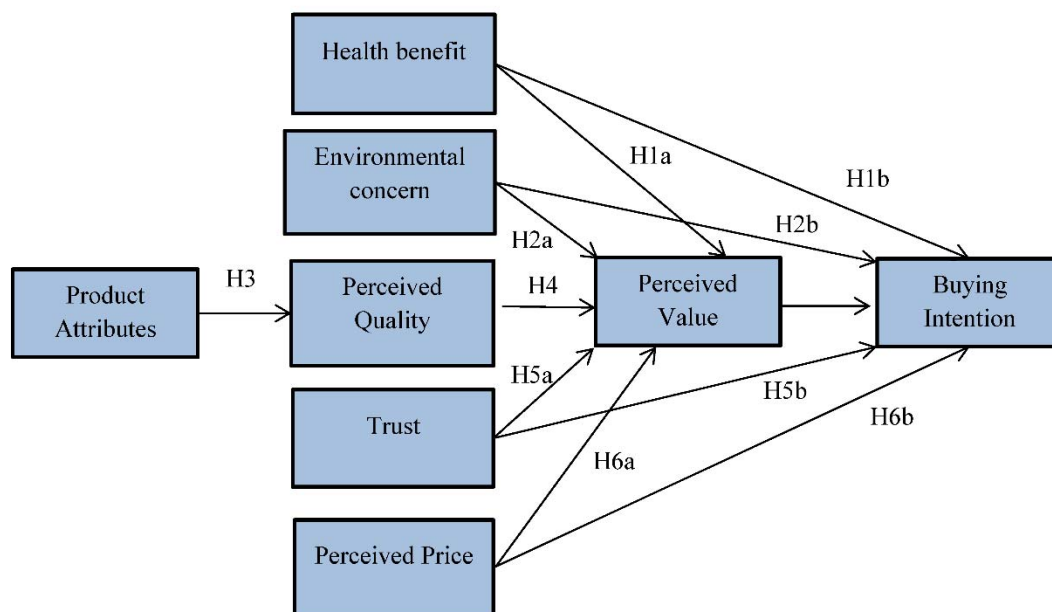 Health benefit
H1a
H1b
Environmental
concern
H2a
H2b
Product
Attributes
H3
Perceived
Quality
H4
Perceived
Value
Buying
Intention
Trust
H5a
H5b
Perceived Price
H6a
H6b